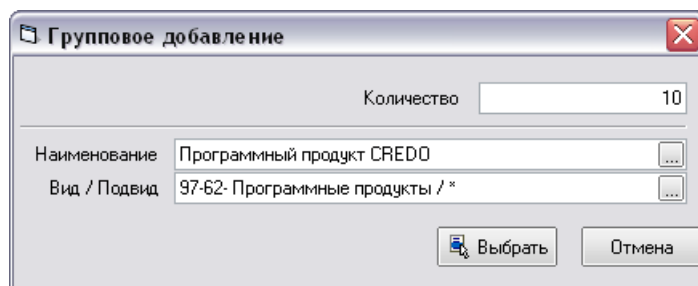 Групповое добавление
Количество 10
Наименование Программный продукт CREDO ...
Вид / Подвид 97-62- Программные продукты / * ...
Выбрать Отмена